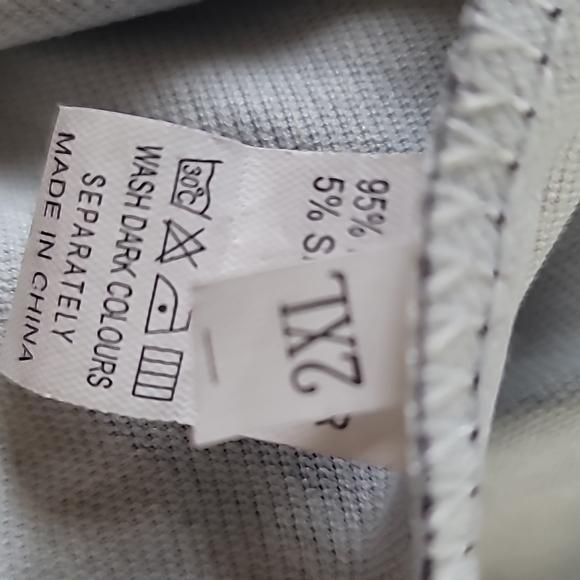 95%
5% S
2XL
30℃
WASH DARK COLOURS
SEPARATELY
MADE IN CHINA